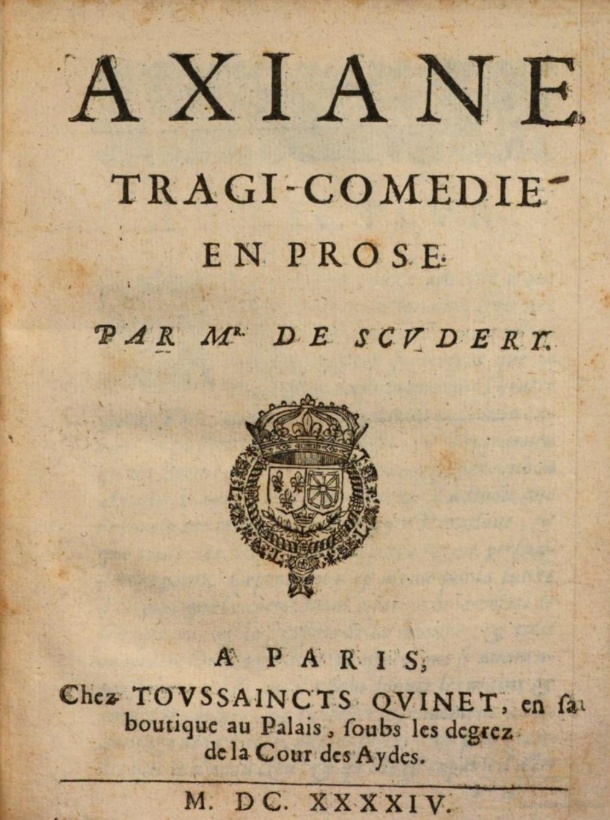 AXIANE
TRAGI-COMEDIE
EN PROSE.
PAR Mᴿ. DE SCVDERY.
A PARIS,
Chez TOVSSAINCTS QVINET, en sa
boutique au Palais, ſoubs les degrez
de la Cour des Aydes.
M. DC. XXXXIV.